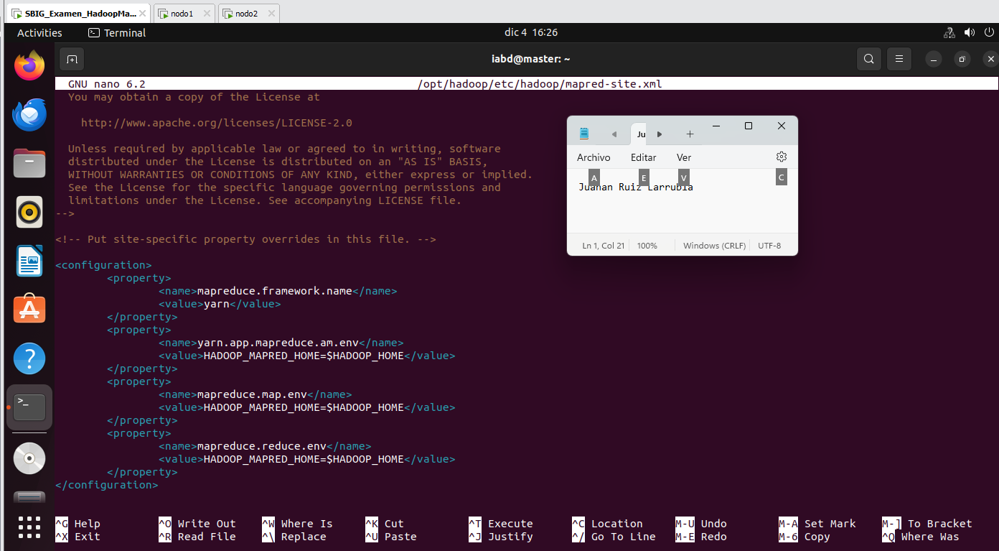 SBIG_Examen_HadoopMa...
nodo1
nodo2
Activities
Terminal
dic 4 16:26
iabd@master: ~
GNU nano 6.2
/opt/hadoop/etc/hadoop/mapred-site.xml
You may obtain a copy of the License at
http://www.apache.org/licenses/LICENSE-2.0
Unless required by applicable law or agreed to in writing, software
distributed under the License is distributed on an "AS IS" BASIS,
WITHOUT WARRANTIES OR CONDITIONS OF ANY KIND, either express or implied.
See the License for the specific language governing permissions and
limitations under the License. See accompanying LICENSE file.
-->
<!-- Put site-specific property overrides in this file. -->
<configuration>
<property>
<name>mapreduce.framework.name</name>
<value>yarn</value>
</property>
<property>
<name>yarn.app.mapreduce.am.env</name>
<value>HADOOP_MAPRED_HOME=$HADOOP_HOME</value>
</property>
<property>
<name>mapreduce.map.env</name>
<value>HADOOP_MAPRED_HOME=$HADOOP_HOME</value>
</property>
<property>
<name>mapreduce.reduce.env</name>
<value>HADOOP_MAPRED_HOME=$HADOOP_HOME</value>
</property>
</configuration>
Ju
Archivo Editar Ver
A E V C
Juanan Ruiz Larrubia
Ln 1, Col 21 100% Windows (CRLF) UTF-8
^G Help ^O Write Out ^W Where Is ^K Cut ^T Execute ^C Location M-U Undo M-A Set Mark M-] To Bracket
^X Exit ^R Read File ^\ Replace ^U Paste ^J Justify ^/ Go To Line M-E Redo M-6 Copy ^Q Where Was